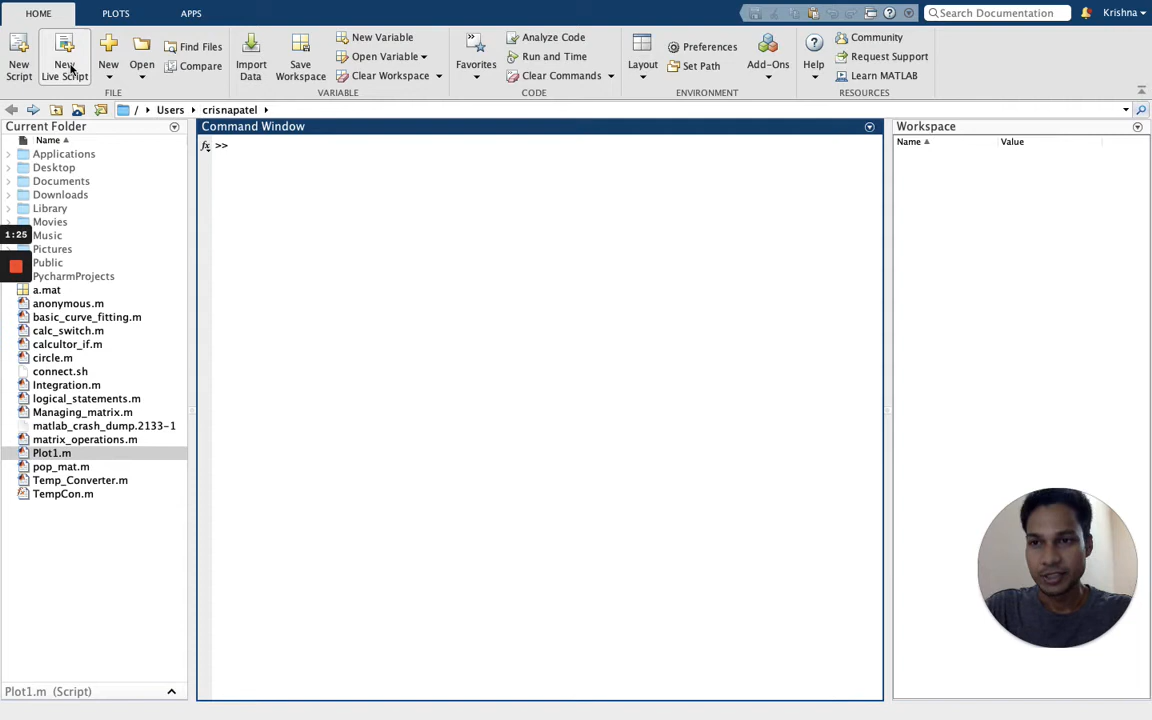 HOME PLOTS APPS
Search Documentation Krishna
New Script
New Live Script
New
Open
Find Files
Compare
FILE
Import Data
Save Workspace
New Variable
Open Variable
Clear Workspace
VARIABLE
Favorites
Analyze Code
Run and Time
Clear Commands
CODE
Layout
Preferences
Set Path
ENVIRONMENT
Add-Ons
Help
Community
Request Support
Learn MATLAB
RESOURCES
/ Users crisnapatel
Current Folder
Name
Applications
Desktop
Documents
Downloads
Library
Movies
Music
Pictures
Public
PycharmProjects
a.mat
anonymous.m
basic_curve_fitting.m
calc_switch.m
calcultor_if.m
circle.m
connect.sh
Integration.m
logical_statements.m
Managing_matrix.m
matlab_crash_dump.2133-1
matrix_operations.m
Plot1.m
pop_mat.m
Temp_Converter.m
TempCon.m
Plot1.m (Script)
1:25
Command Window
fx >>
Workspace
Name Value